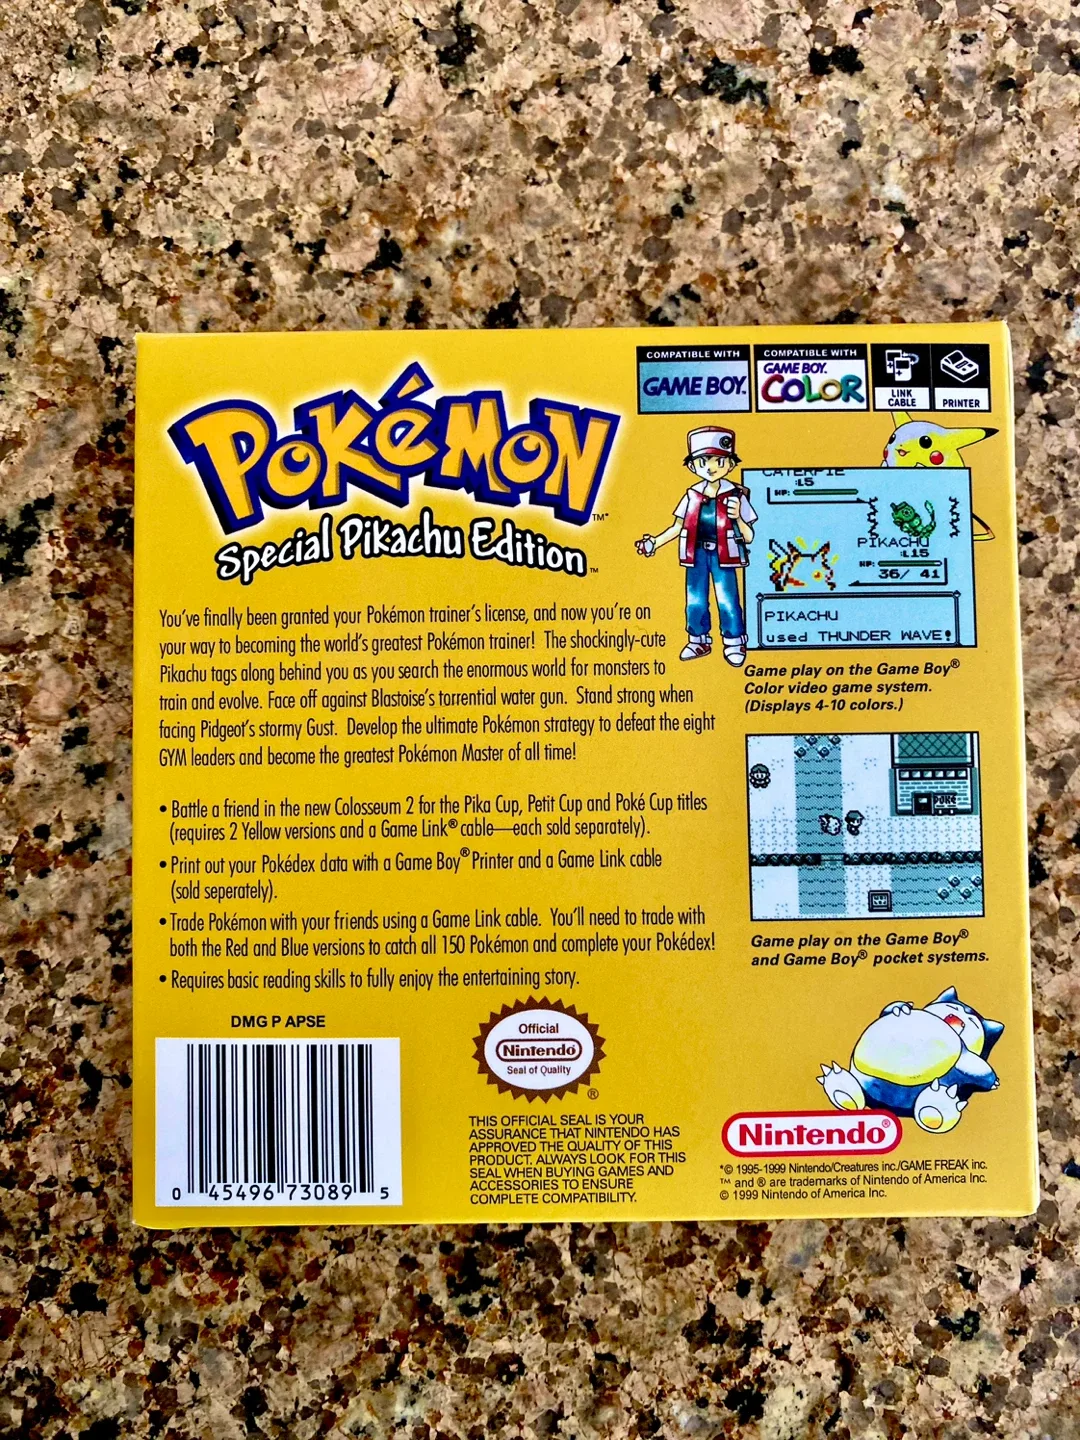 COMPATIBLE WITH
GAME BOY
COMPATIBLE WITH
GAME BOY
COLOR
LINK
CABLE
PRINTER
POKéMON
™*
Special Pikachu Edition
™
You've finally been granted your Pokémon trainer's license, and now you're on
your way to becoming the world's greatest Pokémon trainer! The shockingly-cute
Pikachu tags along behind you as you search the enormous world for monsters to
train and evolve. Face off against Blastoise's torrential water gun. Stand strong when
facing Pidgeot's stormy Gust. Develop the ultimate Pokémon strategy to defeat the eight
GYM leaders and become the greatest Pokémon Master of all time!
• Battle a friend in the new Colosseum 2 for the Pika Cup, Petit Cup and Poké Cup titles
(requires 2 Yellow versions and a Game Link® cable—each sold separately).
• Print out your Pokédex data with a Game Boy® Printer and a Game Link cable
(sold seperately).
• Trade Pokémon with your friends using a Game Link cable. You'll need to trade with
both the Red and Blue versions to catch all 150 Pokémon and complete your Pokédex!
• Requires basic reading skills to fully enjoy the entertaining story.
CATERPIE
:L5
HP:
PIKACHU
:L15
HP:
36/ 41
PIKACHU
used THUNDER WAVE!
Game play on the Game Boy®
Color video game system.
(Displays 4-10 colors.)
POKé
Game play on the Game Boy®
and Game Boy® pocket systems.
DMG P APSE
0 45496 73089 5
Official
Nintendo
Seal of Quality
®
THIS OFFICIAL SEAL IS YOUR
ASSURANCE THAT NINTENDO HAS
APPROVED THE QUALITY OF THIS
PRODUCT. ALWAYS LOOK FOR THIS
SEAL WHEN BUYING GAMES AND
ACCESSORIES TO ENSURE
COMPLETE COMPATIBILITY.
Nintendo®
*© 1995-1999 Nintendo/Creatures inc./GAME FREAK inc.
™ and ® are trademarks of Nintendo of America Inc.
© 1999 Nintendo of America Inc.